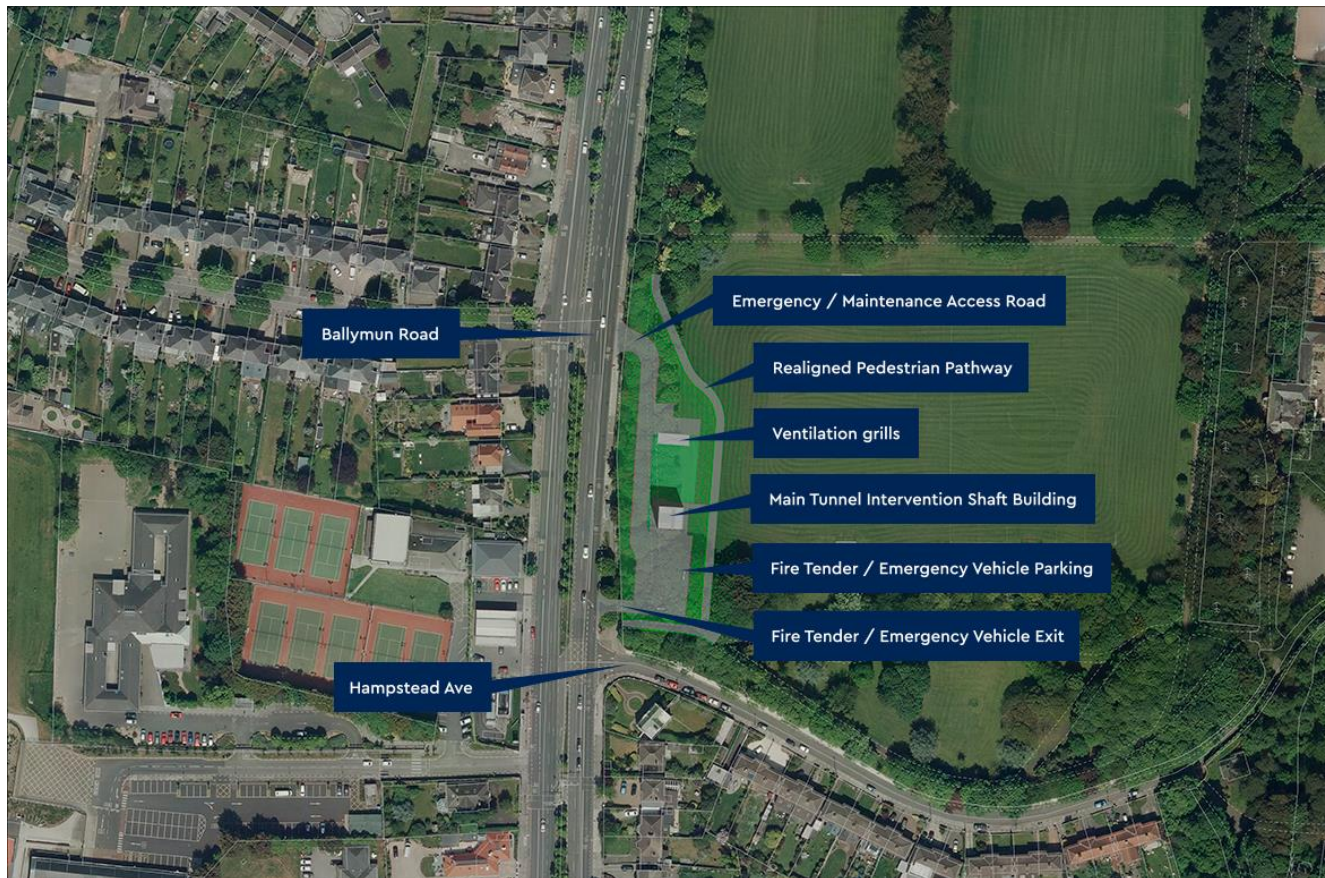 Emergency / Maintenance Access Road
Ballymun Road
Realigned Pedestrian Pathway
Ventilation grills
Main Tunnel Intervention Shaft Building
Fire Tender / Emergency Vehicle Parking
Fire Tender / Emergency Vehicle Exit
Hampstead Ave